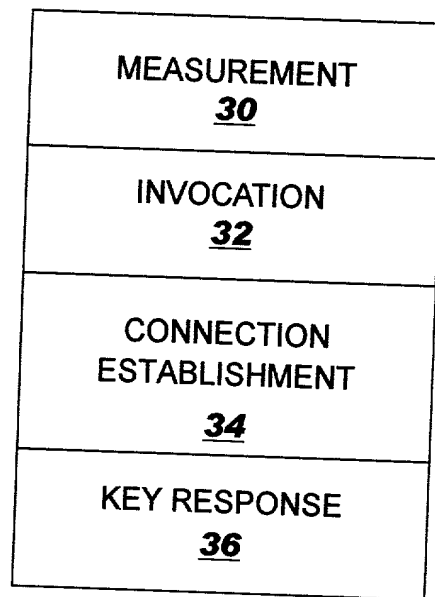 MEASUREMENT
30
INVOCATION
32
CONNECTION
ESTABLISHMENT
34
KEY RESPONSE
36